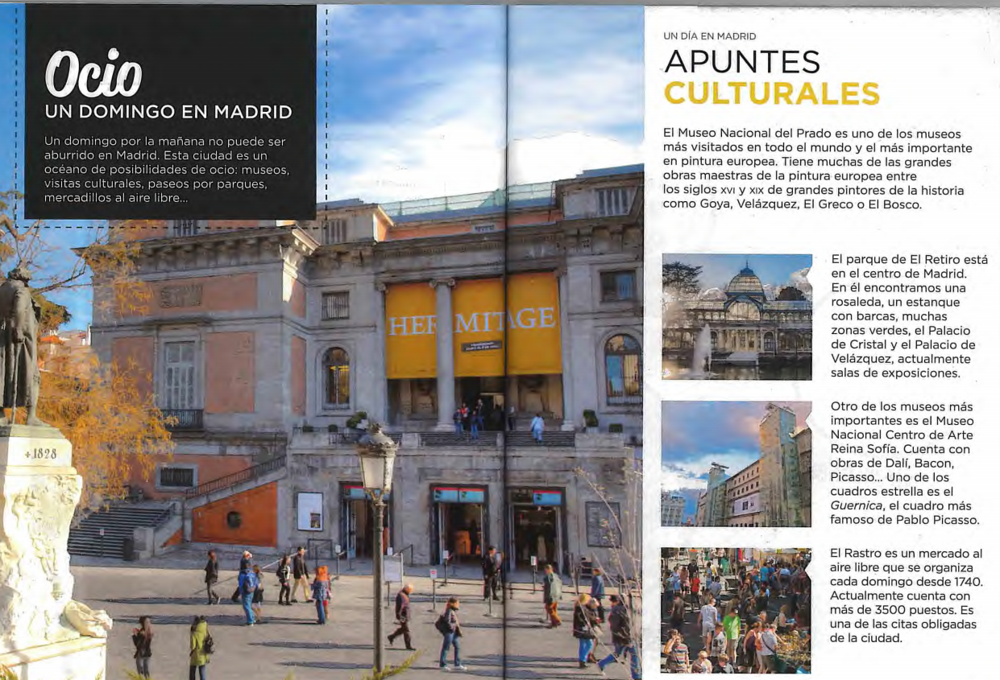 Ocio
UN DOMINGO EN MADRID
Un domingo por la mañana no puede ser
aburrido en Madrid. Esta ciudad es un
océano de posibilidades de ocio: museos,
visitas culturales, paseos por parques,
mercadillos al aire libre...
HERMITAGE
+1828
UN DÍA EN MADRID
APUNTES
CULTURALES
El Museo Nacional del Prado es uno de los museos
más visitados en todo el mundo y el más importante
en pintura europea. Tiene muchas de las grandes
obras maestras de la pintura europea entre
los siglos XVI y XIX de grandes pintores de la historia
como Goya, Velázquez, El Greco o El Bosco.
El parque de El Retiro está
en el centro de Madrid.
En él encontramos una
rosaleda, un estanque
con barcas, muchas
zonas verdes, el Palacio
de Cristal y el Palacio de
Velázquez, actualmente
salas de exposiciones.
Otro de los museos más
importantes es el Museo
Nacional Centro de Arte
Reina Sofía. Cuenta con
obras de Dalí, Bacon,
Picasso... Uno de los
cuadros estrella es el
Guernica, el cuadro más
famoso de Pablo Picasso.
El Rastro es un mercado al
aire libre que se organiza
cada domingo desde 1740.
Actualmente cuenta con
más de 3500 puestos. Es
una de las citas obligadas
de la ciudad.